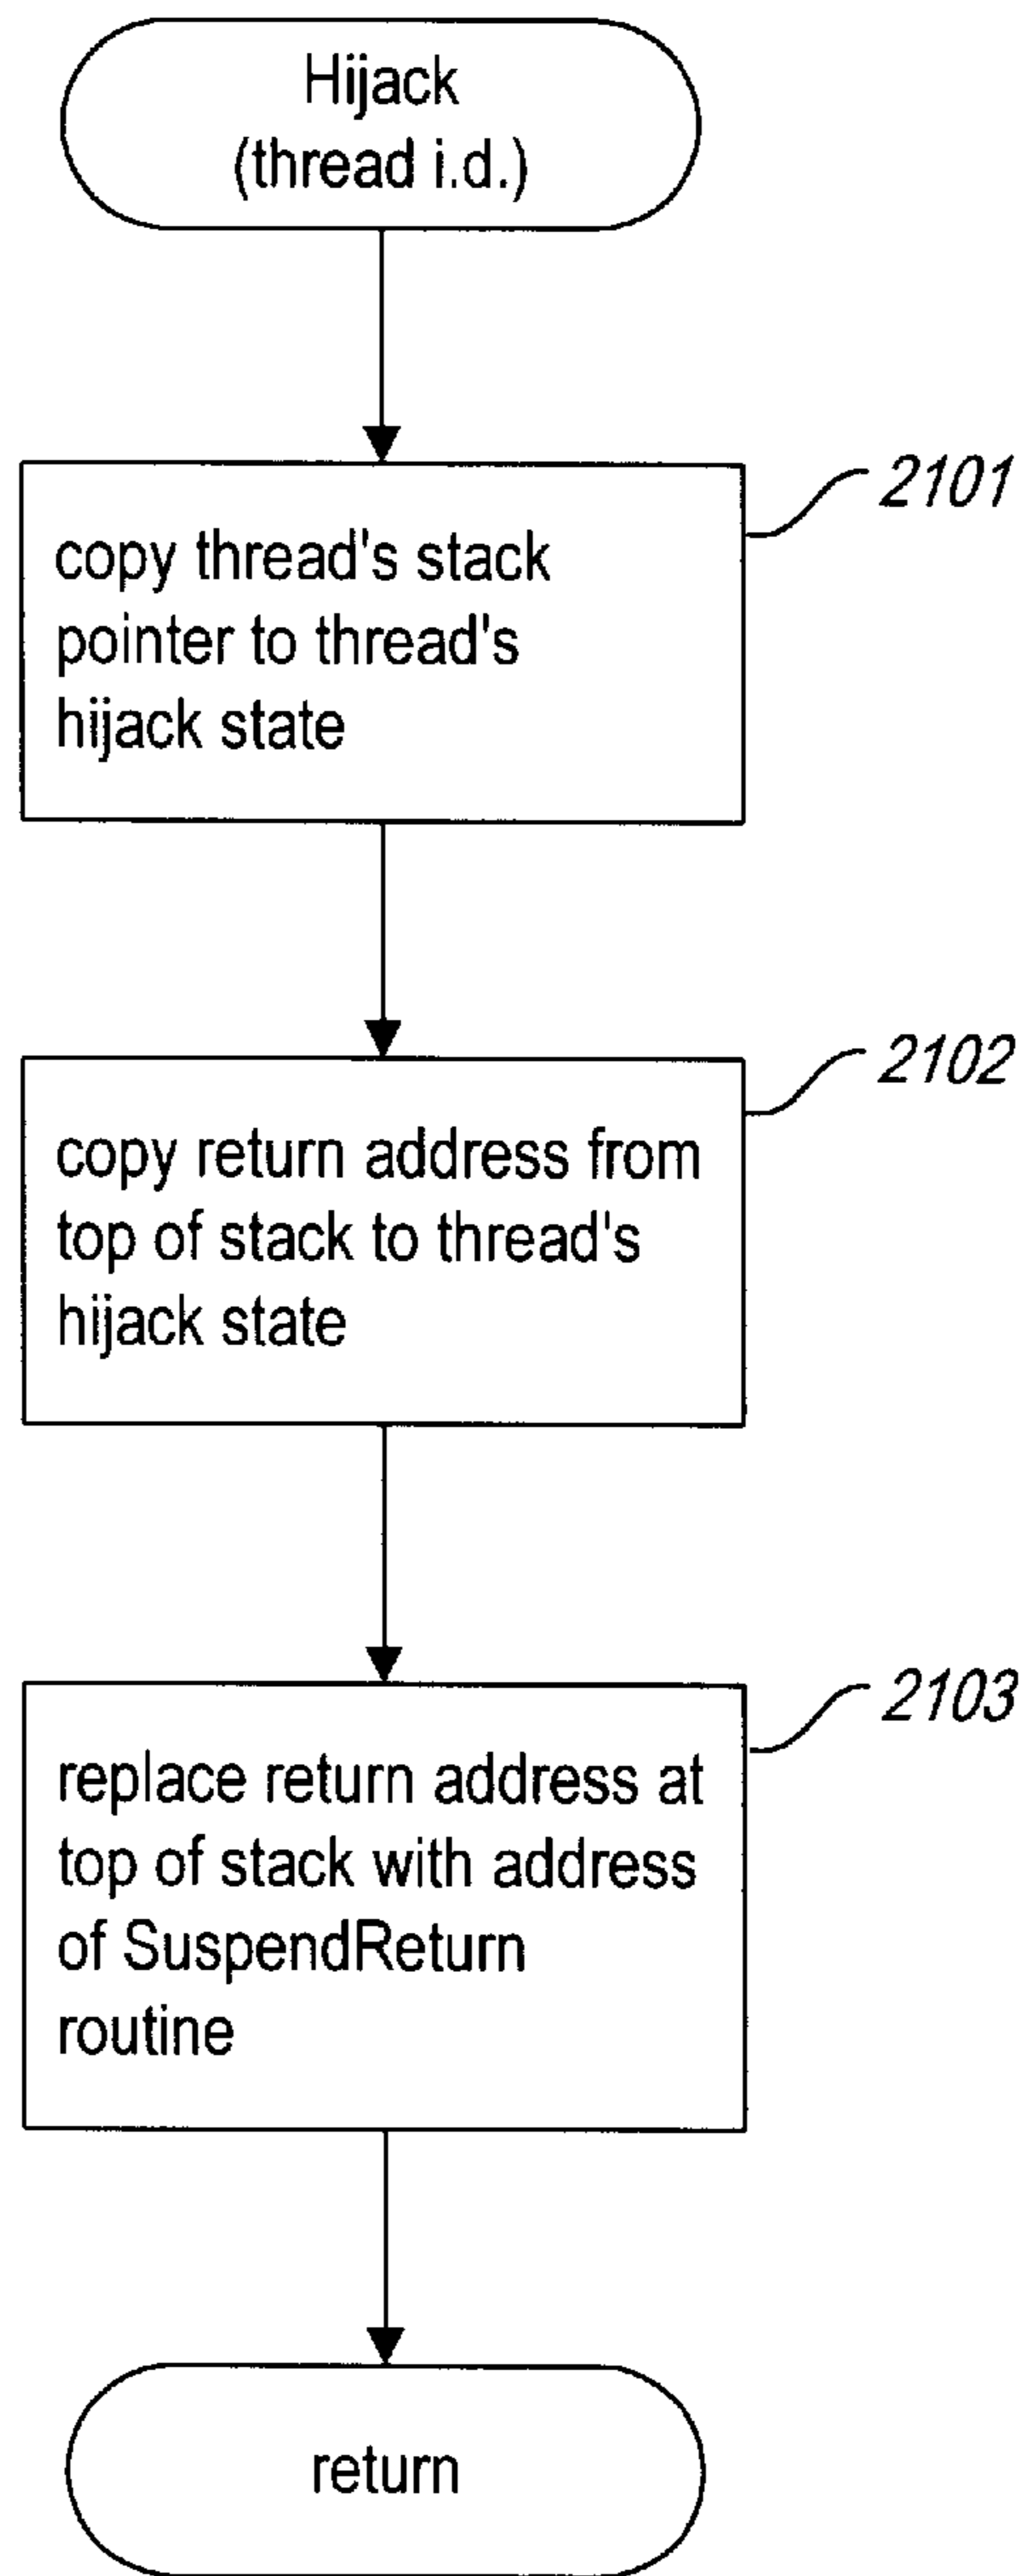 Hijack
(thread i.d.)
2101
copy thread's stack
pointer to thread's
hijack state
2102
copy return address from
top of stack to thread's
hijack state
2103
replace return address at
top of stack with address
of SuspendReturn
routine
return